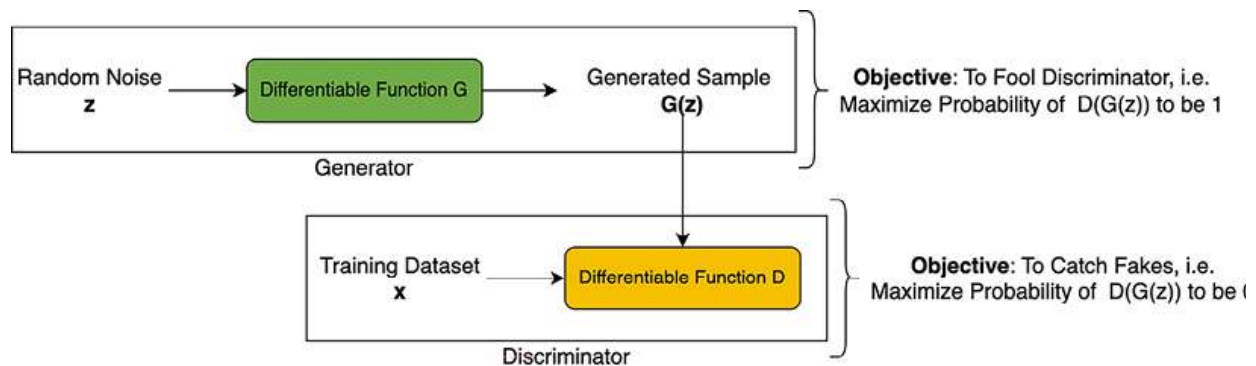 Random Noise
z
Differentiable Function G
Generated Sample
G(z)
Objective: To Fool Discriminator, i.e.
Maximize Probability of D(G(z)) to be 1
Generator
Training Dataset
x
Differentiable Function D
Objective: To Catch Fakes, i.e.
Maximize Probability of D(G(z)) to be
Discriminator